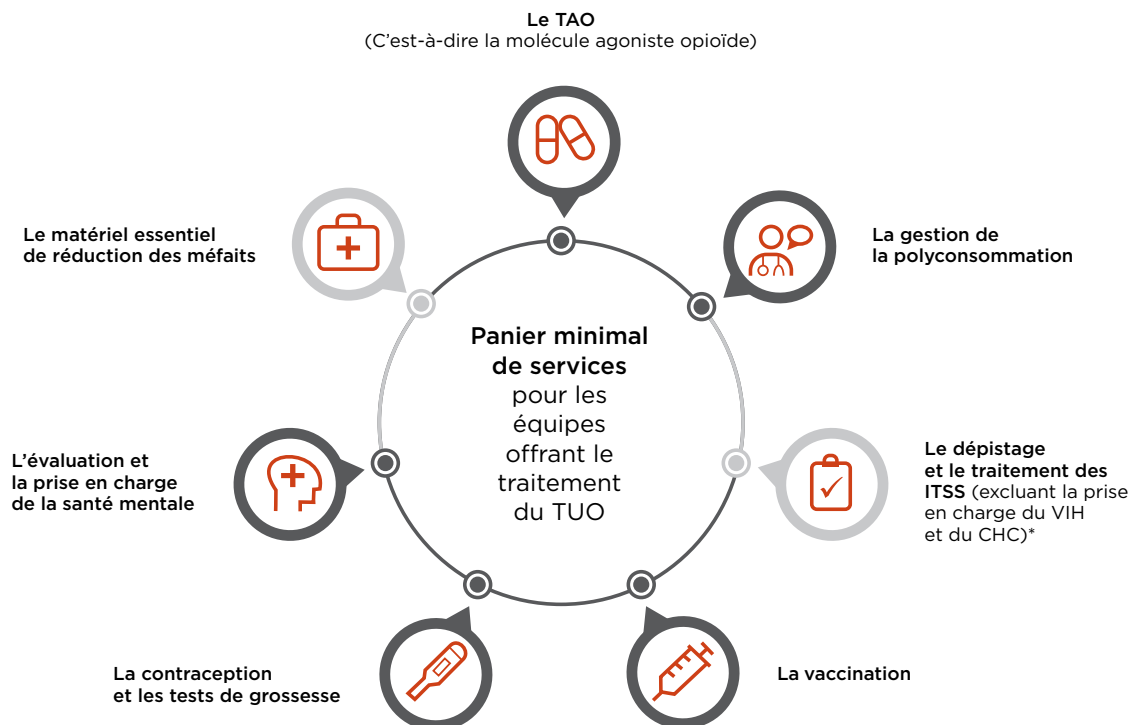 Le TAO
(C'est-à-dire la molécule agoniste opioïde)
Le matériel essentiel
de réduction des méfaits
La gestion de
la polyconsommation
Panier minimal
de services
pour les
équipes
offrant le
traitement
du TUO
L'évaluation et
la prise en charge
de la santé mentale
Le dépistage
et le traitement des
ITSS (excluant la prise
en charge du VIH
et du CHC)*
La contraception
et les tests de grossesse
La vaccination